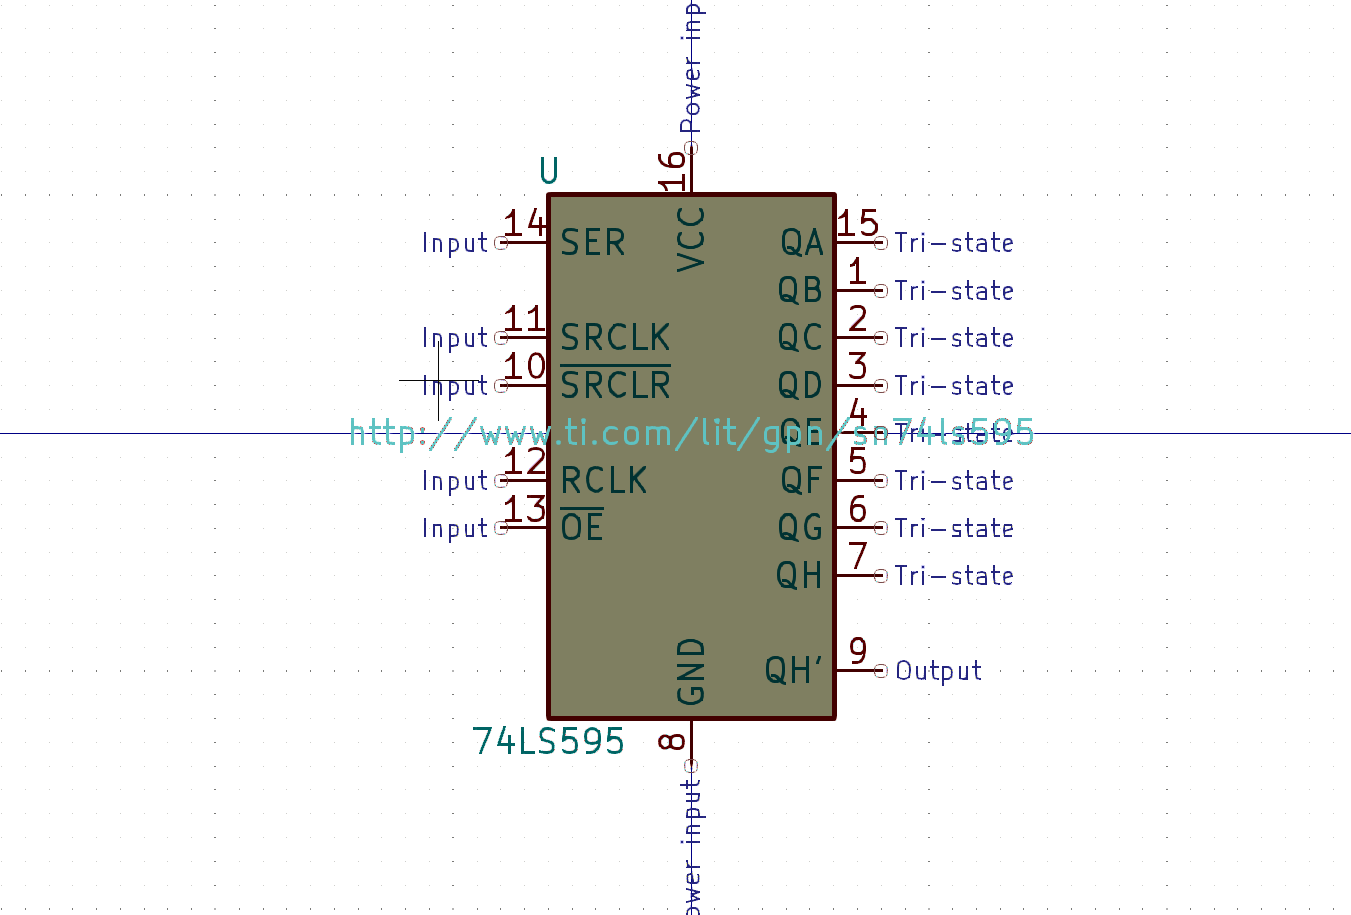 Power inp
16
U
14
15
Input
SER
VCC
QA
Tri-state
1
QB
Tri-state
11
2
Input
SRCLK
QC
Tri-state
10
3
Input
SRCLR
QD
Tri-state
4
QE
Tri-state
http://www.ti.com/lit/gpn/sn74ls595
12
5
Input
RCLK
QF
Tri-state
13
6
Input
OE
QG
Tri-state
7
QH
Tri-state
9
GND
QH'
Output
74LS595
8
ower input